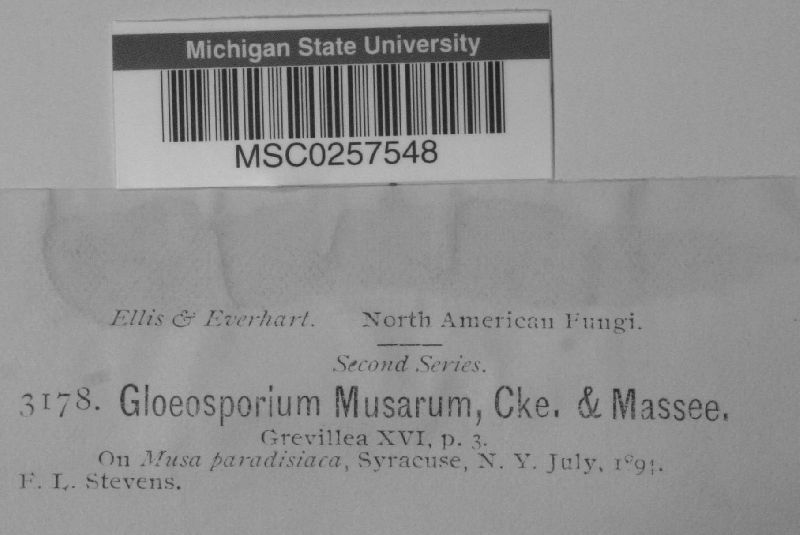 Michigan State University
MSC0257548
Ellis & Everhart. North American Fungi.
Second Series.
3178. Gloeosporium Musarum, Cke. & Massee.
Grevillea XVI, p. 3.
On Musa paradisiaca, Syracuse, N. Y. July,
F. L. Stevens.